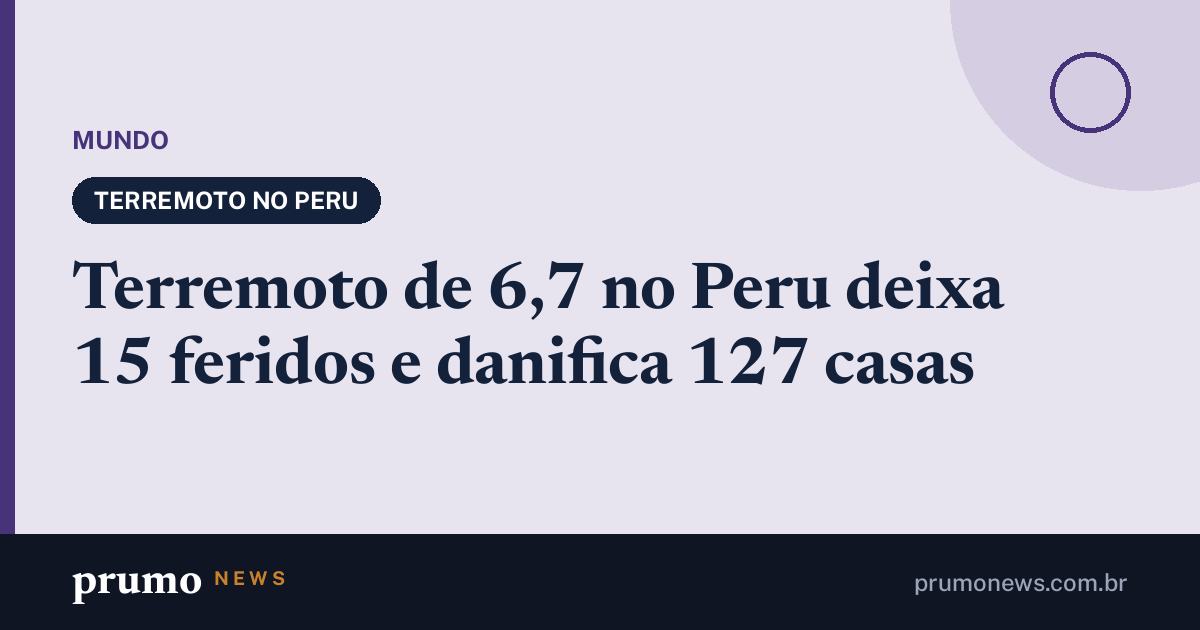 MUNDO
TERREMOTO NO PERU
Terremoto de 6,7 no Peru deixa
15 feridos e danifica 127 casas
prumo NEWS
prumonews.com.br